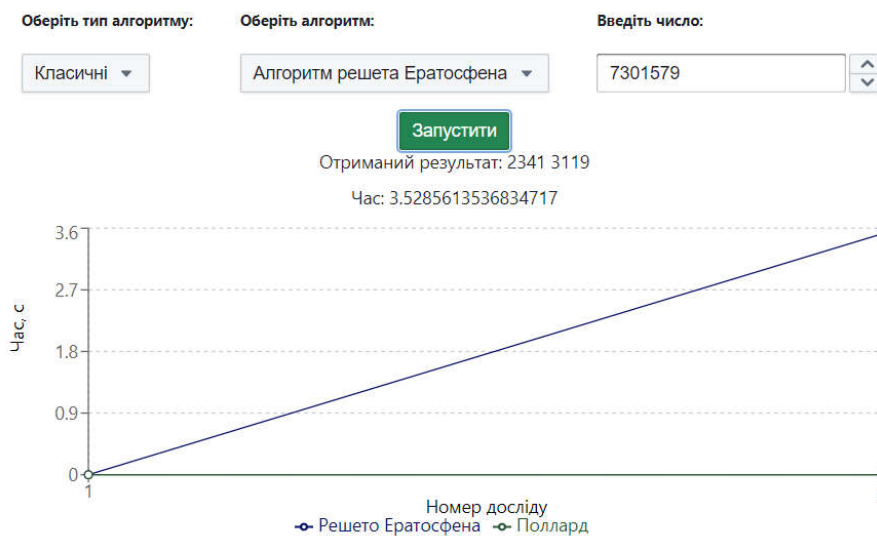 Оберіть тип алгоритму: Оберіть алгоритм: Введіть число:
Класичні Алгоритм решета Ератосфена 7301579
Запустити
Отриманий результат: 2341 3119
Час: 3.5285613536834717
3.6
2.7
1.8
0.9
0
Час, с
1
Номер досліду
Решето Ератосфена Поллард